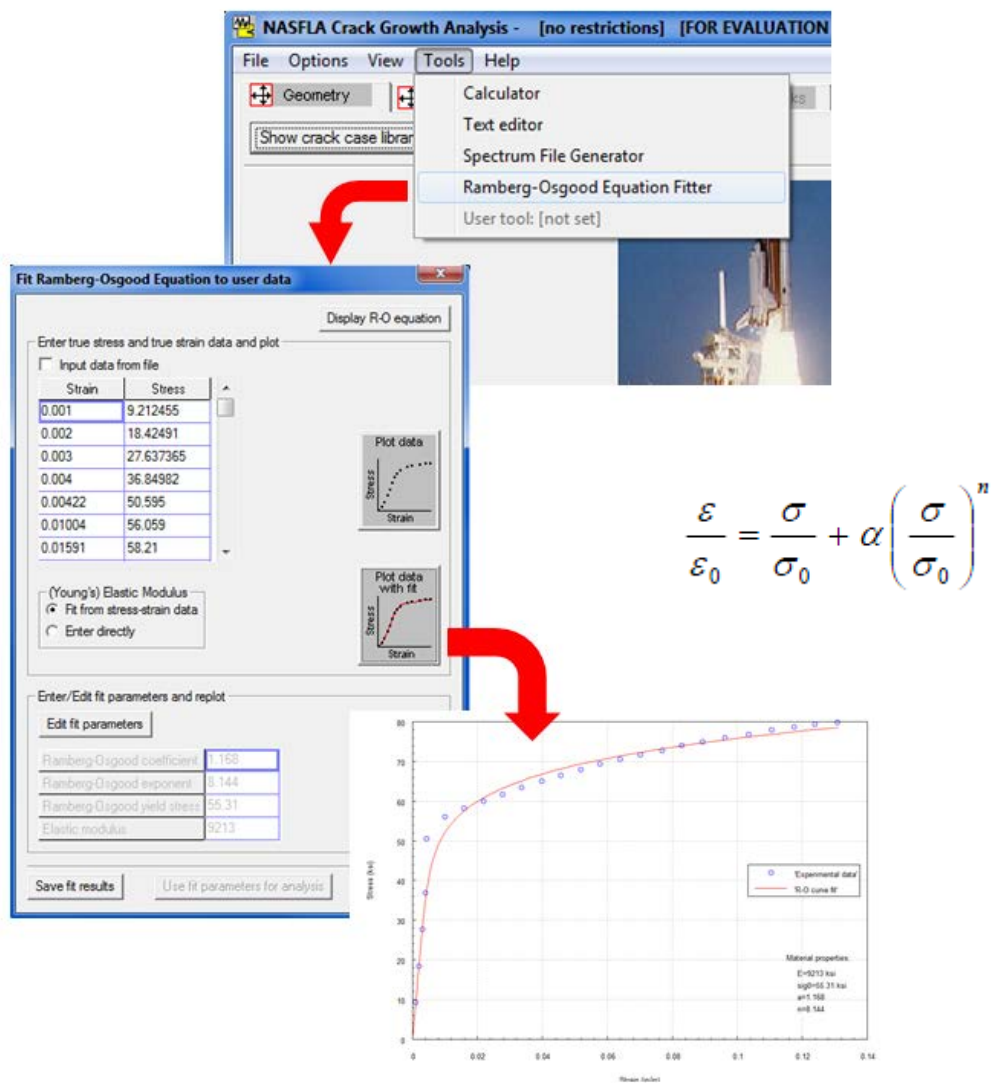 NASFLA Crack Growth Analysis - [no restrictions] [FOR EVALUATION
File Options View Tools Help
Geometry
Show crack case librar
Calculator
Text editor
Spectrum File Generator
Ramberg-Osgood Equation Fitter
User tool: [not set]
Fit Ramberg-Osgood Equation to user data
Display R-O equation
Enter true stress and true strain data and plot
Input data from file
Strain Stress
0.001 9.212455
0.002 18.42491
0.003 27.637365
0.004 36.84982
0.00422 50.595
0.01004 56.059
0.01591 58.21
Plot data
Stress
Strain
(Young's) Elastic Modulus
Fit from stress-strain data
Enter directly
Plot data
with fit
Stress
Strain
Enter/Edit fit parameters and replot
Edit fit parameters
Ramberg-Osgood coefficient 1.168
Ramberg-Osgood exponent 8.144
Ramberg-Osgood yield stress 55.31
Elastic modulus 9213
Save fit results Use fit parameters for analysis
ε/ε₀ = σ/σ₀ + α(σ/σ₀)ⁿ
80
70
60
50
40
30
20
10
0
Stress (ksi)
'Experimental data'
'R-O curve fit'
Material properties:
E=9213 ksi
sig0=55.31 ksi
a=1.168
n=8.144
0 0.02 0.04 0.06 0.08 0.1 0.12 0.14